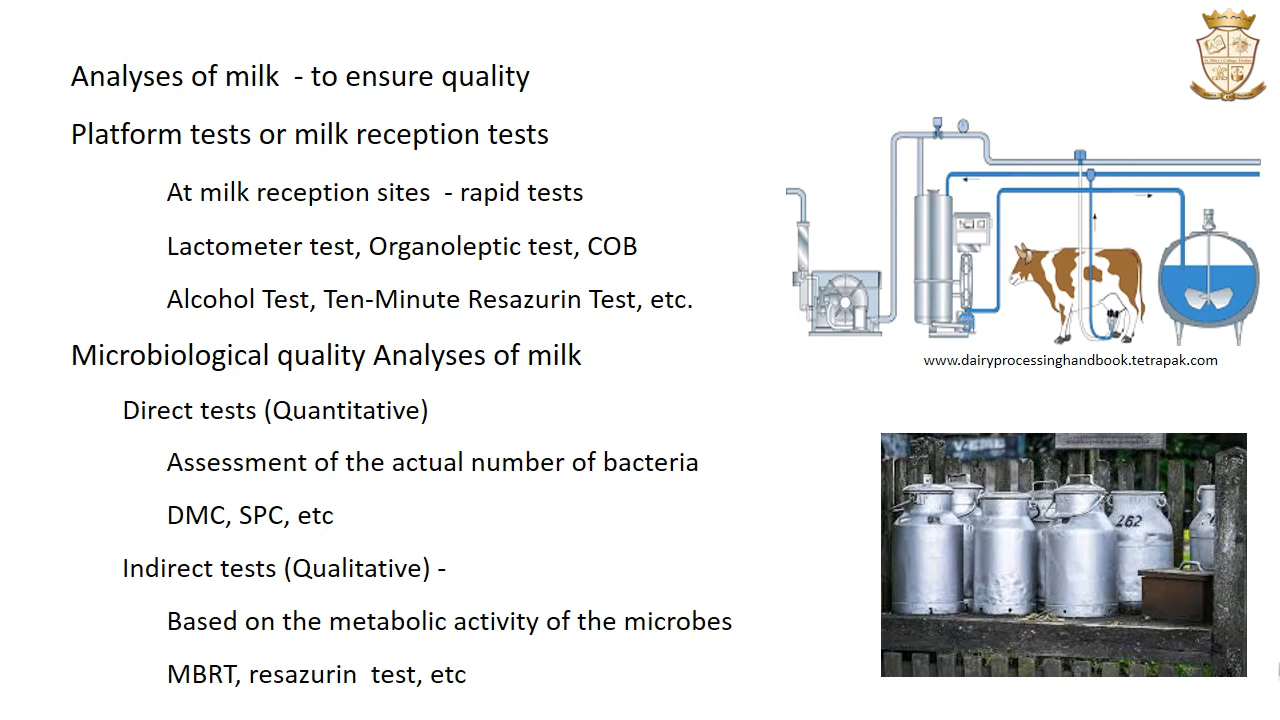 Analyses of milk - to ensure quality
Platform tests or milk reception tests
At milk reception sites - rapid tests
Lactometer test, Organoleptic test, COB
Alcohol Test, Ten-Minute Resazurin Test, etc.
Microbiological quality Analyses of milk
Direct tests (Quantitative)
Assessment of the actual number of bacteria
DMC, SPC, etc
Indirect tests (Qualitative) -
Based on the metabolic activity of the microbes
MBRT, resazurin test, etc
www.dairyprocessinghandbook.tetrapak.com
262